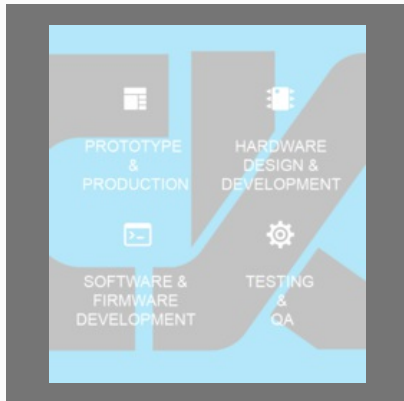 PROTOTYPE
&
PRODUCTION
HARDWARE
DESIGN &
DEVELOPMENT
SOFTWARE &
FIRMWARE
DEVELOPMENT
TESTING
&
QA